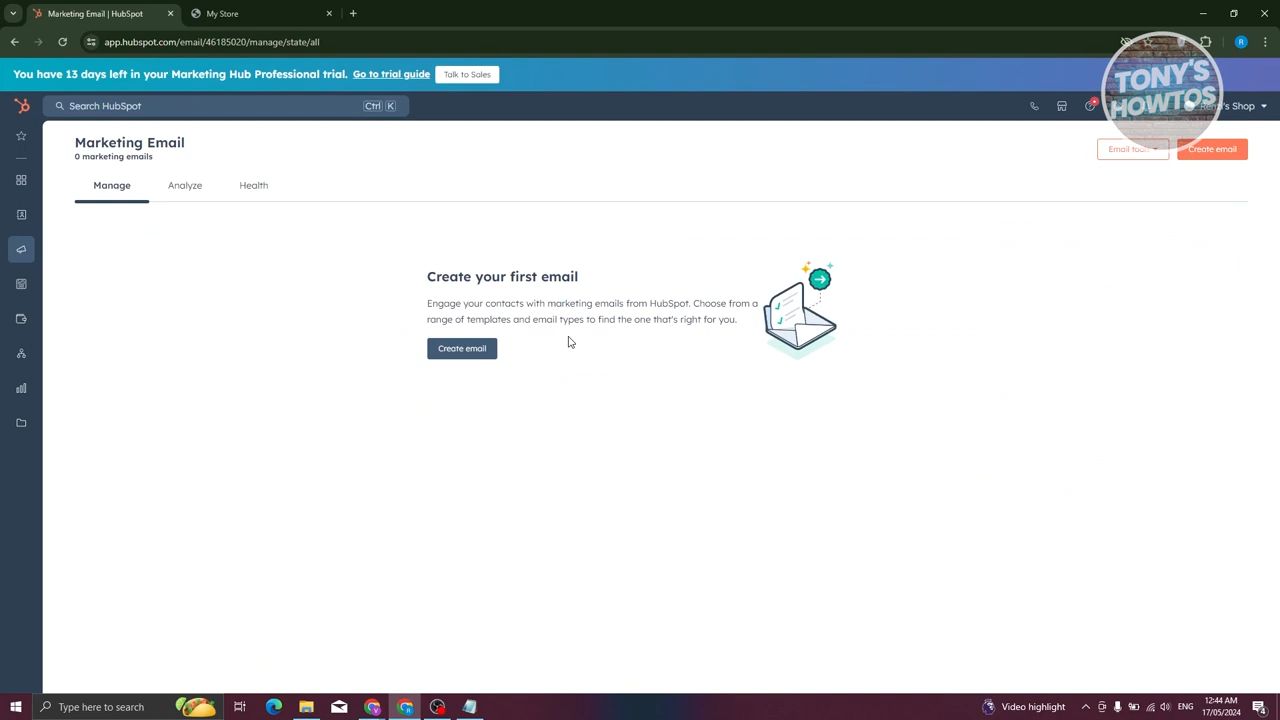 Marketing Email | HubSpot
My Store
app.hubspot.com/email/46185020/manage/state/all
R
You have 13 days left in your Marketing Hub Professional trial. Go to trial guide
Talk to Sales
TONY'S
HOWTOS
Search HubSpot
Ctrl K
Shop
Marketing Email
0 marketing emails
Email
Create email
Manage
Analyze
Health
Create your first email
Engage your contacts with marketing emails from HubSpot. Choose from a
range of templates and email types to find the one that's right for you.
Create email
Type here to search
Video highlight
ENG
12:44 AM
17/05/2024
4